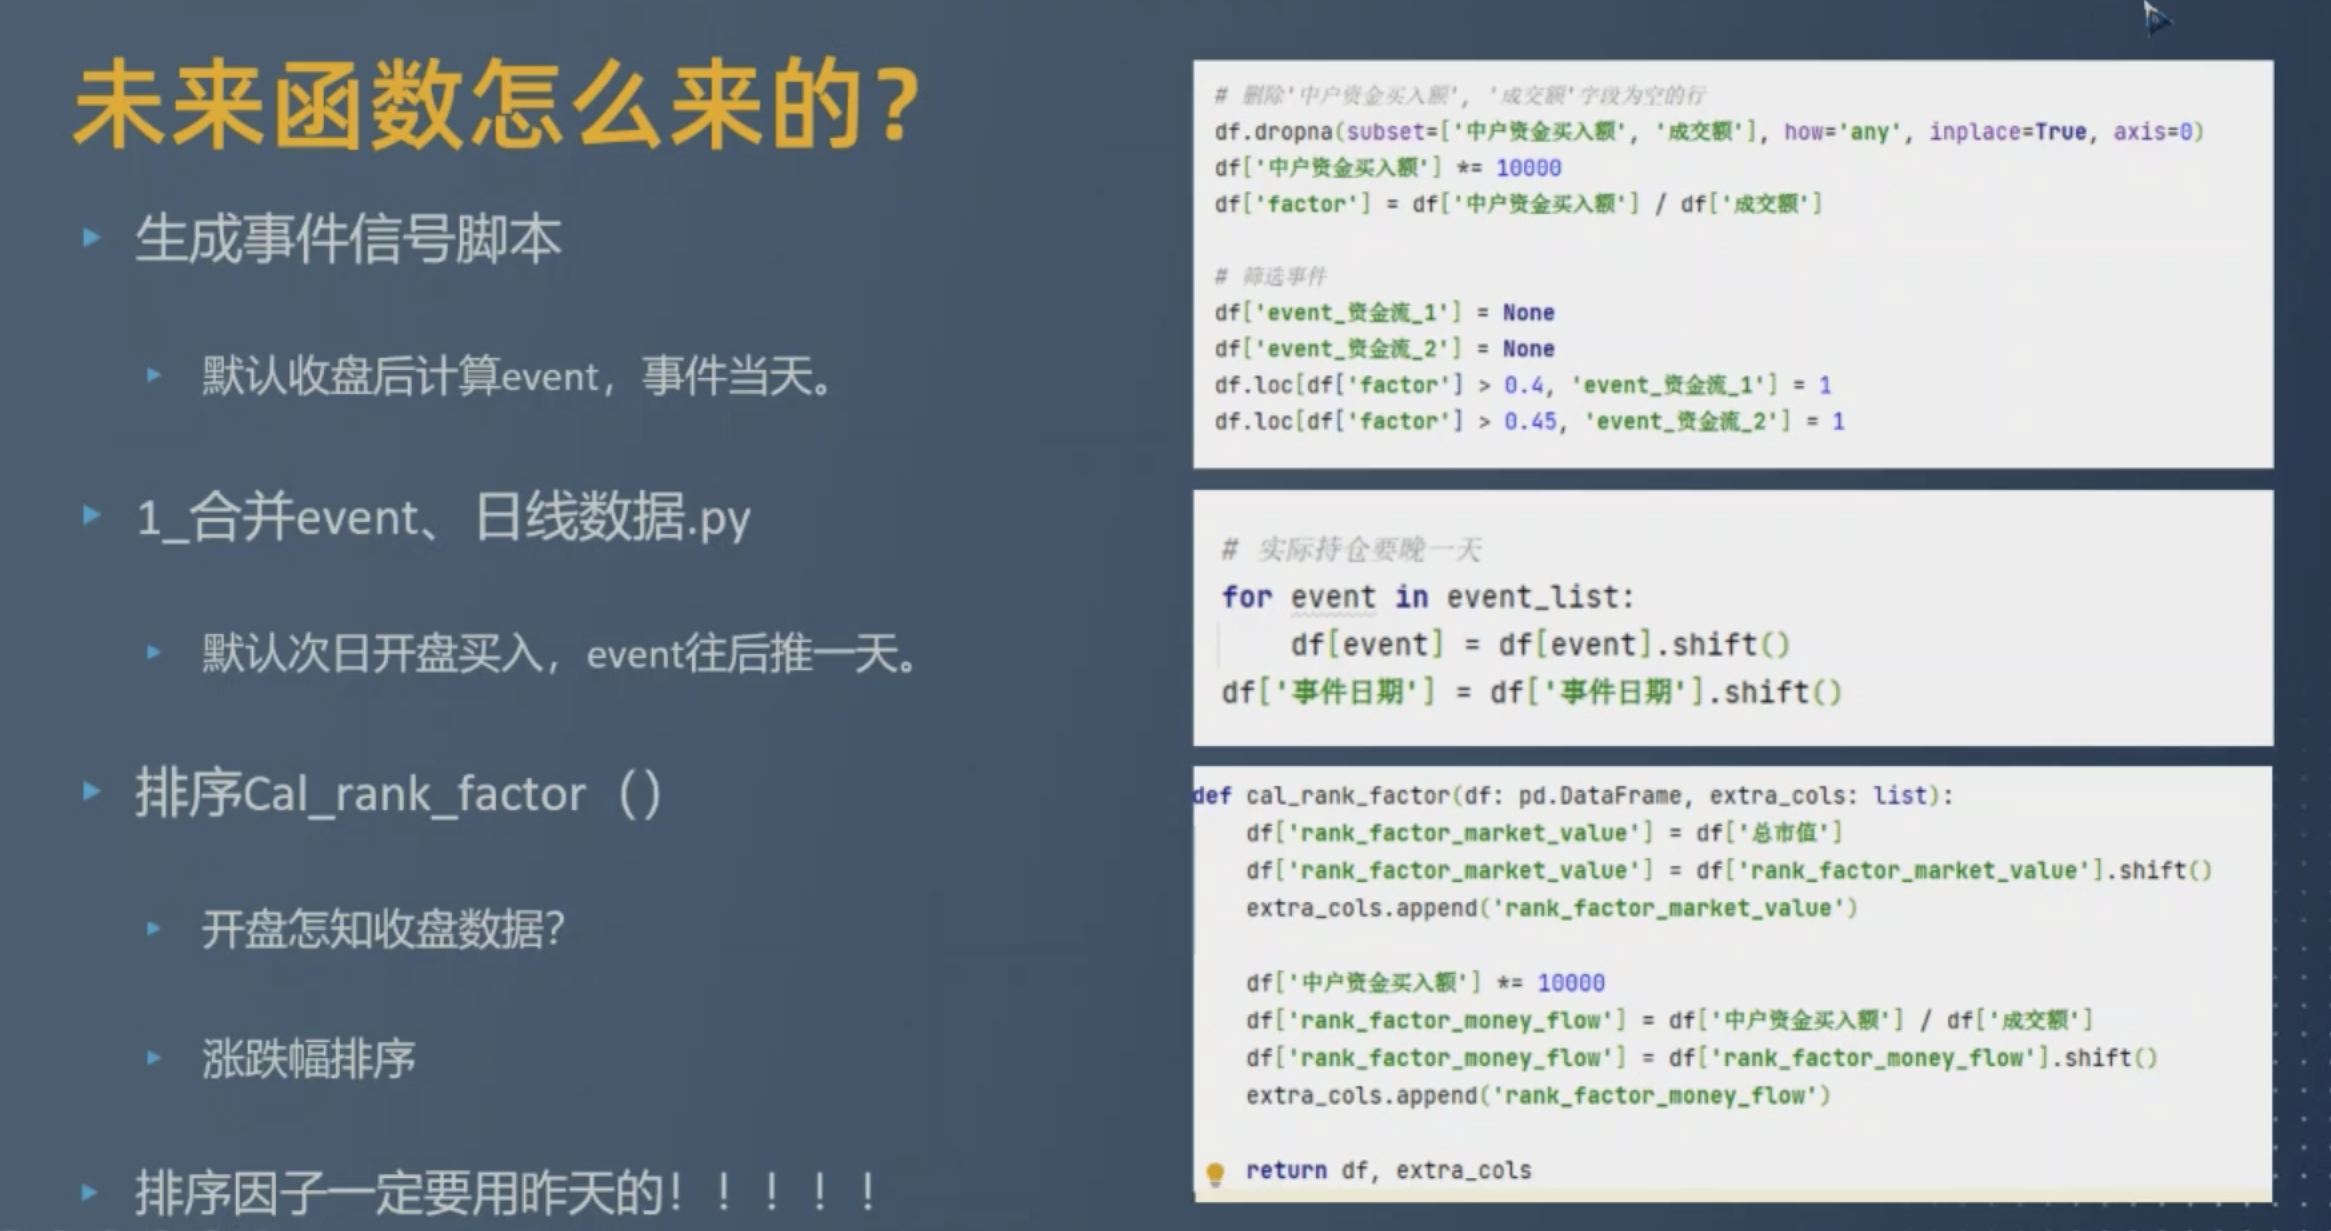 未来函数怎么来的？
生成事件信号脚本
默认收盘后计算event，事件当天。
1_合并event、日线数据.py
默认次日开盘买入，event往后推一天。
排序Cal_rank_factor（）
开盘怎知收盘数据？
涨跌幅排序
排序因子一定要用昨天的！！！！！
# 删除'中户资金买入额', '成交额'字段为空的行
df.dropna(subset=['中户资金买入额', '成交额'], how='any', inplace=True, axis=0)
df['中户资金买入额'] *= 10000
df['factor'] = df['中户资金买入额'] / df['成交额']
# 筛选事件
df['event_资金流_1'] = None
df['event_资金流_2'] = None
df.loc[df['factor'] > 0.4, 'event_资金流_1'] = 1
df.loc[df['factor'] > 0.45, 'event_资金流_2'] = 1
# 实际持仓要晚一天
for event in event_list:
    df[event] = df[event].shift()
df['事件日期'] = df['事件日期'].shift()
def cal_rank_factor(df: pd.DataFrame, extra_cols: list):
    df['rank_factor_market_value'] = df['总市值']
    df['rank_factor_market_value'] = df['rank_factor_market_value'].shift()
    extra_cols.append('rank_factor_market_value')
    df['中户资金买入额'] *= 10000
    df['rank_factor_money_flow'] = df['中户资金买入额'] / df['成交额']
    df['rank_factor_money_flow'] = df['rank_factor_money_flow'].shift()
    extra_cols.append('rank_factor_money_flow')
    return df, extra_cols